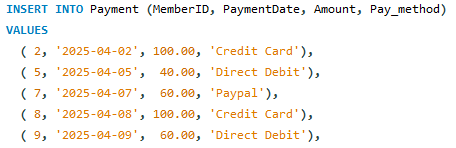 INSERT INTO Payment (MemberID, PaymentDate, Amount, Pay_method)
VALUES
( 2, '2025-04-02', 100.00, 'Credit Card'),
( 5, '2025-04-05',  40.00, 'Direct Debit'),
( 7, '2025-04-07',  60.00, 'Paypal'),
( 8, '2025-04-08', 100.00, 'Credit Card'),
( 9, '2025-04-09',  60.00, 'Direct Debit'),